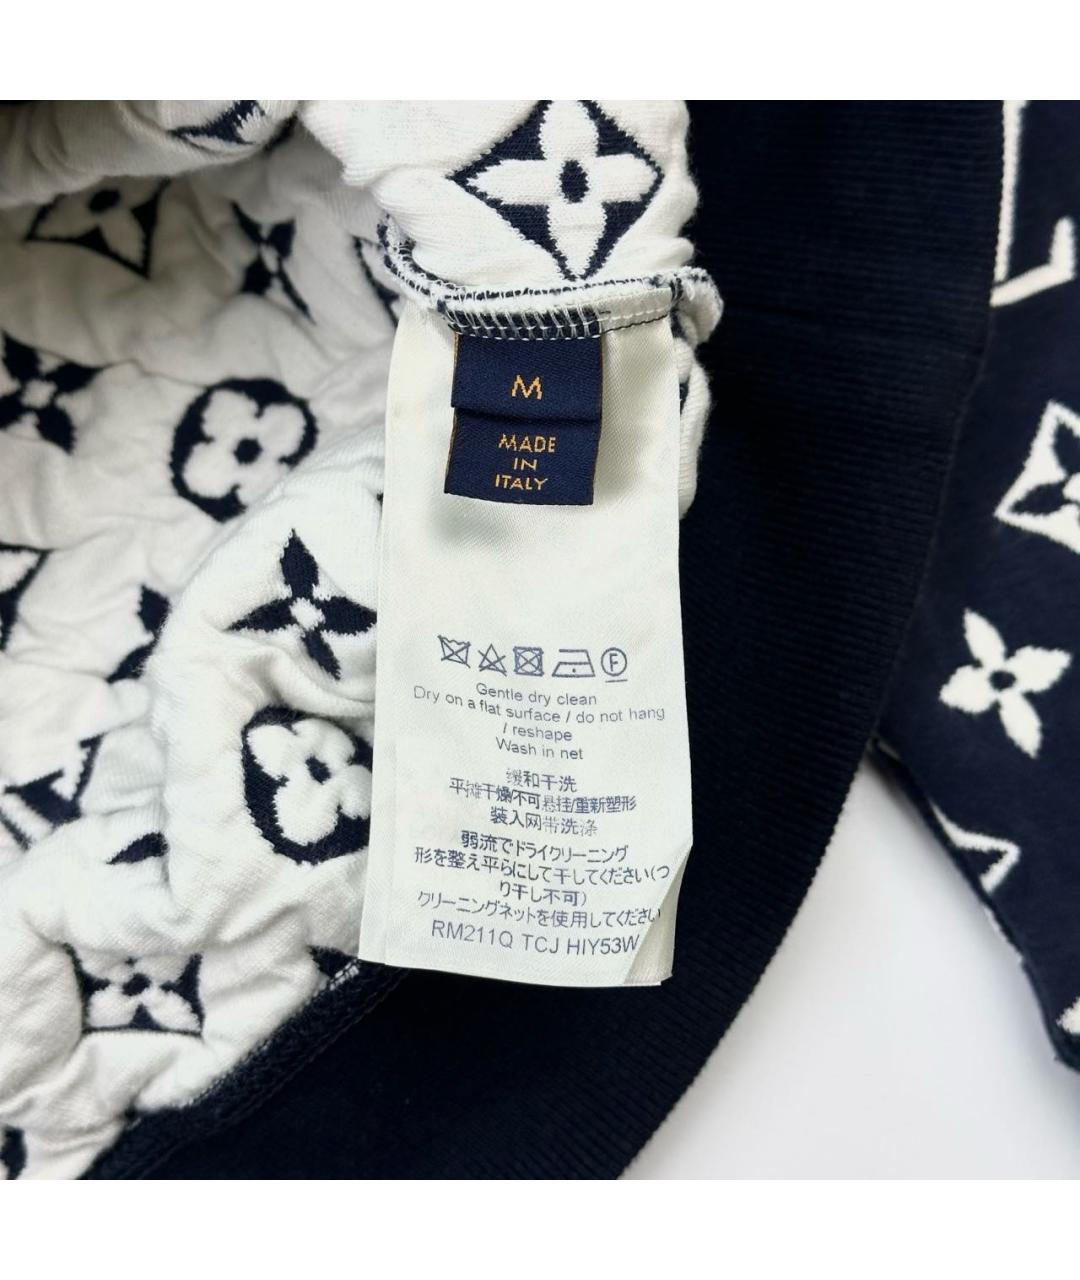 M
MADE
IN
ITALY
F
Gentle dry clean
Dry on a flat surface / do not hang
/ reshape
Wash in net
缓和干洗
平摊干燥不可悬挂/重新塑形
装入网带洗涤
弱流でドライクリーニング
形を整え平らにして干してください(つ
り干し不可)
クリーニングネットを使用してください
RM211Q TCJ HIY53W